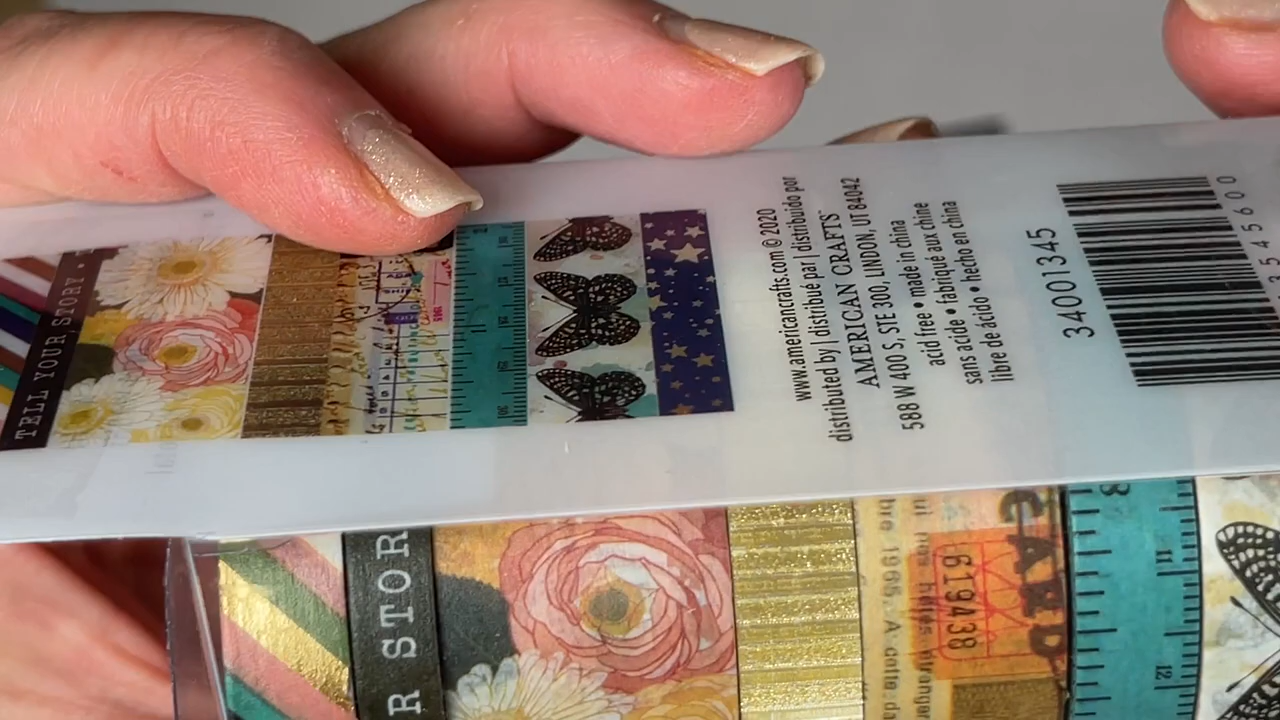 TELL YOUR STORY •
www.americancrafts.com © 2020
distributed by | distribué par | distribuido por
AMERICAN CRAFTS™
588 W 400 S, STE 300, LINDON, UT 84042
acid free • made in china
sans acide • fabriqué aux chine
libre de ácido • hecho en china
34001345
R STOR
619438
CARD
11
12